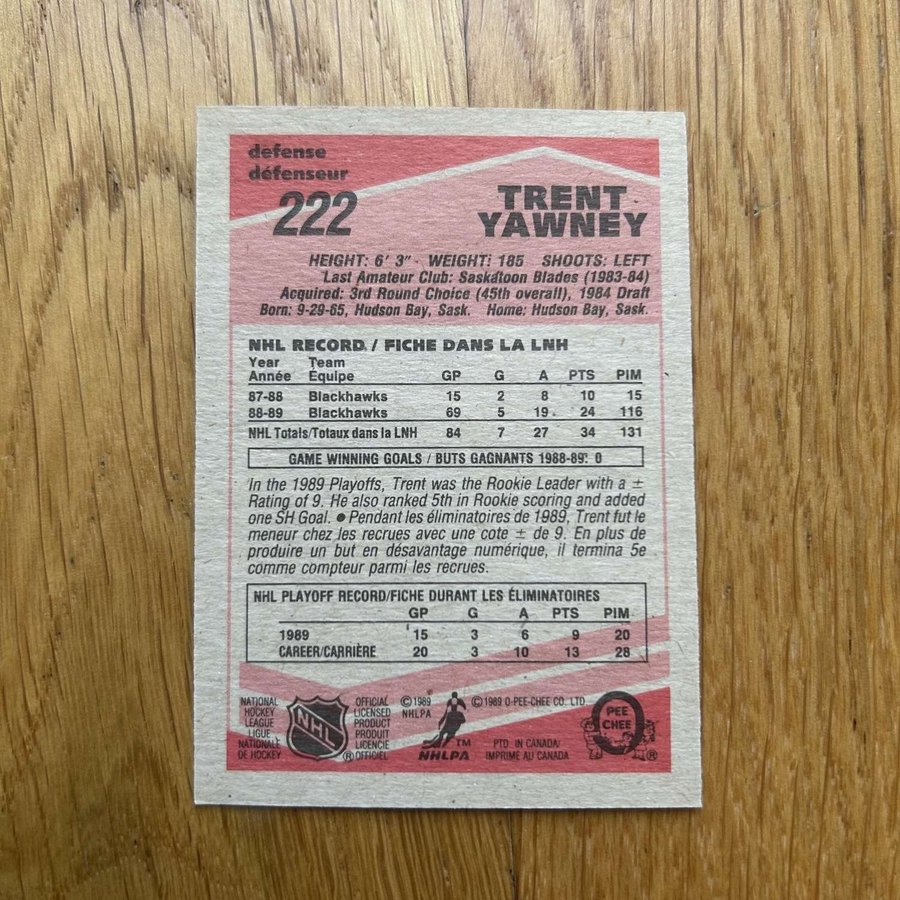 defense
défenseur
222
TRENT
YAWNEY
HEIGHT: 6' 3" - WEIGHT: 185 SHOOTS: LEFT
Last Amateur Club: Saskatoon Blades (1983-84)
Acquired: 3rd Round Choice (45th overall), 1984 Draft
Born: 9-29-65, Hudson Bay, Sask. Home: Hudson Bay, Sask.
NHL RECORD / FICHE DANS LA LNH
Year Team
Année Équipe GP G A PTS PIM
87-88 Blackhawks 15 2 8 10 15
88-89 Blackhawks 69 5 19 24 116
NHL Totals/Totaux dans la LNH 84 7 27 34 131
GAME WINNING GOALS / BUTS GAGNANTS 1988-89: 0
In the 1989 Playoffs, Trent was the Rookie Leader with a ±
Rating of 9. He also ranked 5th in Rookie scoring and added
one SH Goal. ● Pendant les éliminatoires de 1989, Trent fut le
meneur chez les recrues avec une cote ± de 9. En plus de
produire un but en désavantage numérique, il termina 5e
comme compteur parmi les recrues.
NHL PLAYOFF RECORD/FICHE DURANT LES ÉLIMINATOIRES
GP G A PTS PIM
1989 15 3 6 9 20
CAREER/CARRIÈRE 20 3 10 13 28
NATIONAL
HOCKEY
LEAGUE
LIGUE
NATIONALE
DE HOCKEY
NHL
®
OFFICIAL
LICENSED
PRODUCT
PRODUIT
LICENCIÉ
OFFICIEL
©1989
NHLPA
TM
NHLPA
©1989 O-PEE-CHEE CO. LTD.
PTD. IN CANADA/
IMPRIMÉ AU CANADA
O
PEE
CHEE
®